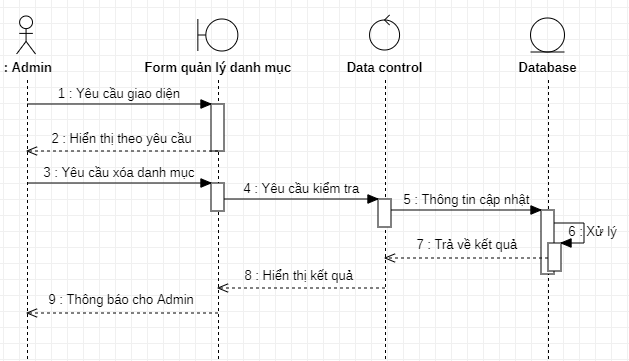 : Admin
Form quản lý danh mục
Data control
Database
1 : Yêu cầu giao diện
2 : Hiển thị theo yêu cầu
3 : Yêu cầu xóa danh mục
4 : Yêu cầu kiểm tra
5 : Thông tin cập nhật
6 : Xử lý
7 : Trả về kết quả
8 : Hiển thị kết quả
9 : Thông báo cho Admin